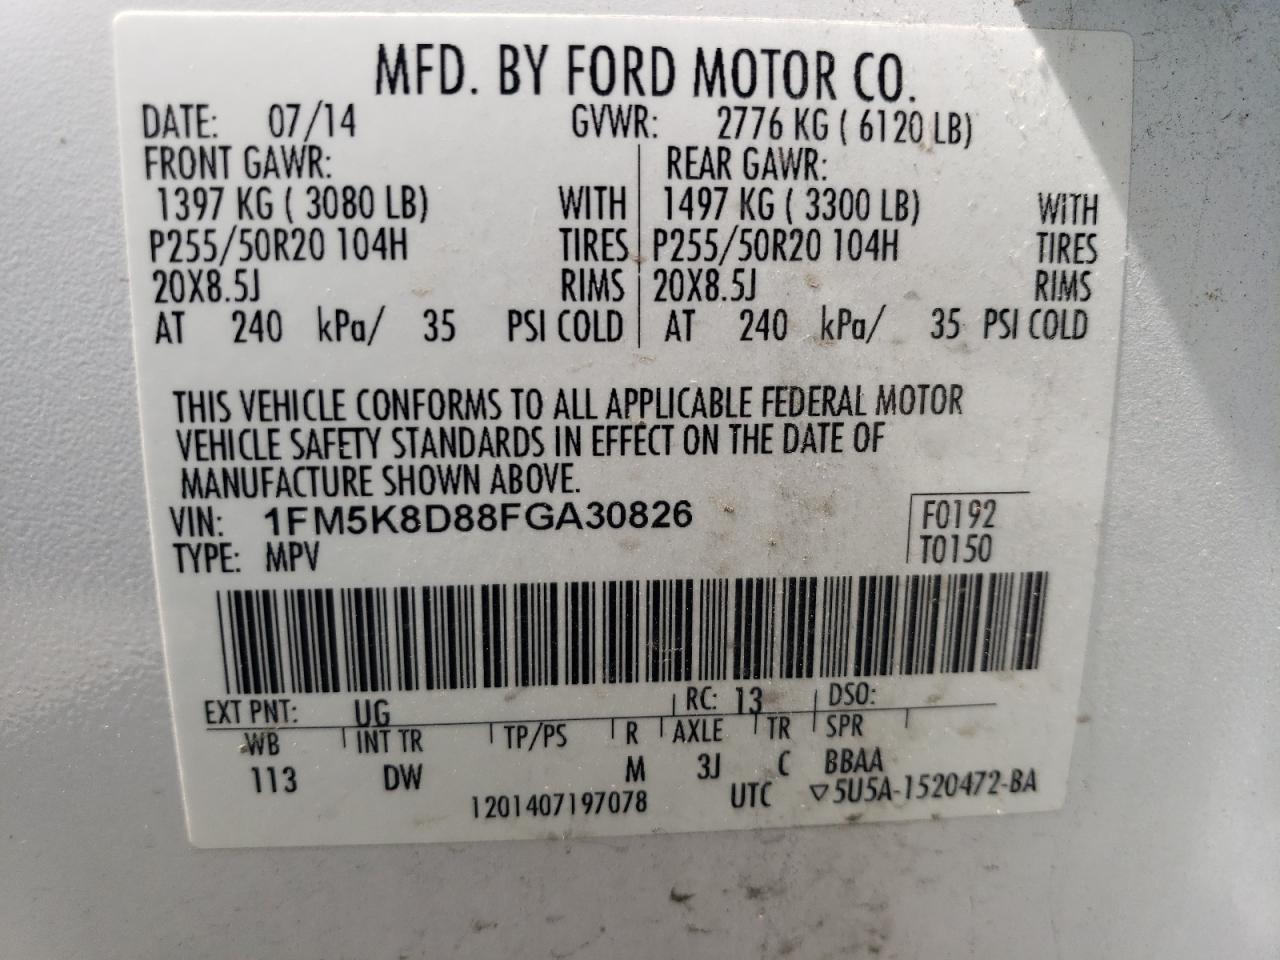 MFD. BY FORD MOTOR CO.
DATE: 07/14 GVWR: 2776 KG ( 6120 LB)
FRONT GAWR: REAR GAWR:
1397 KG ( 3080 LB) WITH 1497 KG ( 3300 LB) WITH
P255/50R20 104H TIRES P255/50R20 104H TIRES
20X8.5J RIMS 20X8.5J RIMS
AT 240 kPa/ 35 PSI COLD AT 240 kPa/ 35 PSI COLD
THIS VEHICLE CONFORMS TO ALL APPLICABLE FEDERAL MOTOR
VEHICLE SAFETY STANDARDS IN EFFECT ON THE DATE OF
MANUFACTURE SHOWN ABOVE.
VIN: 1FM5K8D88FGA30826 F0192
TYPE: MPV T0150
EXT PNT: UG RC: 13 DSO:
WB INT TR TP/PS R AXLE TR SPR
113 DW M 3J C BBAA
1201407197078 UTC ▽5U5A-1520472-BA